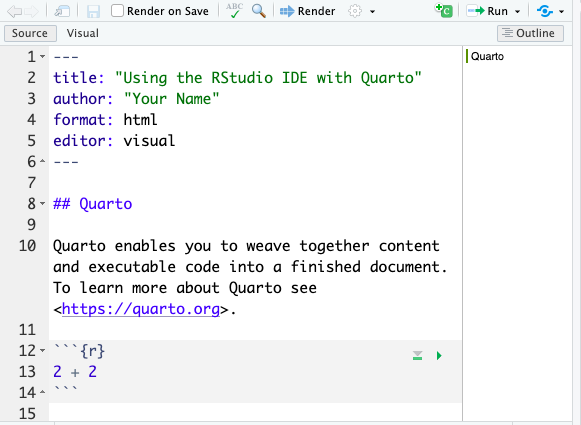 Render on Save
ABC
Render
C
Run
Source
Visual
Outline
1 ---
2 title: "Using the RStudio IDE with Quarto"
3 author: "Your Name"
4 format: html
5 editor: visual
6 ---
7
8 ## Quarto
9
10 Quarto enables you to weave together content
and executable code into a finished document.
To learn more about Quarto see
<https://quarto.org>.
11
12 ```{r}
13 2 + 2
14 ```
15
Quarto